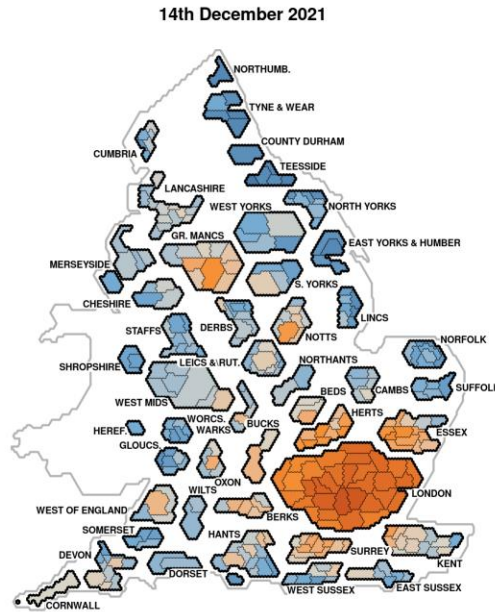 14th December 2021
NORTHUMB.
TYNE & WEAR
COUNTY DURHAM
CUMBRIA
TEESSIDE
LANCASHIRE
WEST YORKS
NORTH YORKS
GR. MANCS
EAST YORKS & HUMBER
MERSEYSIDE
S. YORKS
CHESHIRE
LINCS
STAFFS
DERBS
NOTTS
NORFOLK
SHROPSHIRE
LEICS & RUT.
NORTHANTS
WEST MIDS
BEDS
CAMBS
SUFFOLK
WORCS.
WARKS
BUCKS
HERTS
HEREF.
ESSEX
GLOUCS.
OXON
WILTS
LONDON
WEST OF ENGLAND
BERKS
SOMERSET
HANTS
SURREY
DEVON
KENT
DORSET
WEST SUSSEX
EAST SUSSEX
CORNWALL